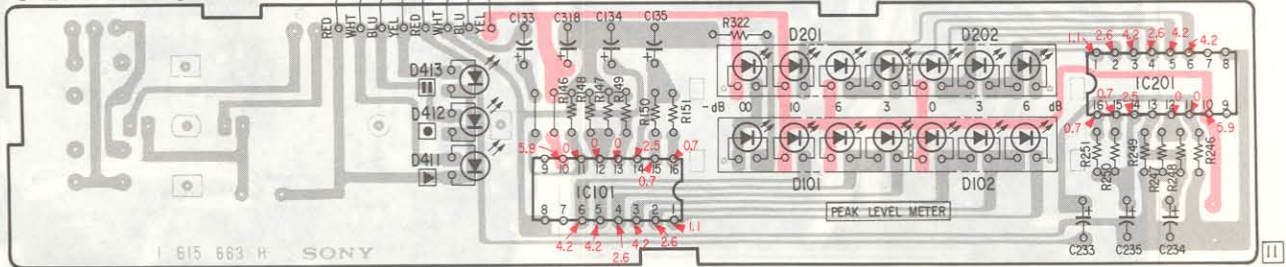 RED WHT BLU YEL RED WHT BLU YEL
C133 C318 C134 C135
R322
D201 D202
1.1 2.6 4.2 2.6 4.2 4.2
1 2 3 4 5 6 7 8
IC201
16 15 14 13 12 11 10 9
0.7 0.7 2.5 0 0 0 5.9
D413
D412
D411
R146 R148 R147 R149 R150 R151
-dB 00 10 6 3 0 3 6 dB
R251 R249 R247 R248 R246
5.9 0 0 0 0 2.5 0.7 0.7
9 10 11 12 13 14 15 16
IC101
8 7 6 5 4 3 2 1
4.2 4.2 2.6 4.2 2.6 1.1
D101 D102
PEAK LEVEL METER
C233 C235 C234
1 615 663 11 SONY
11